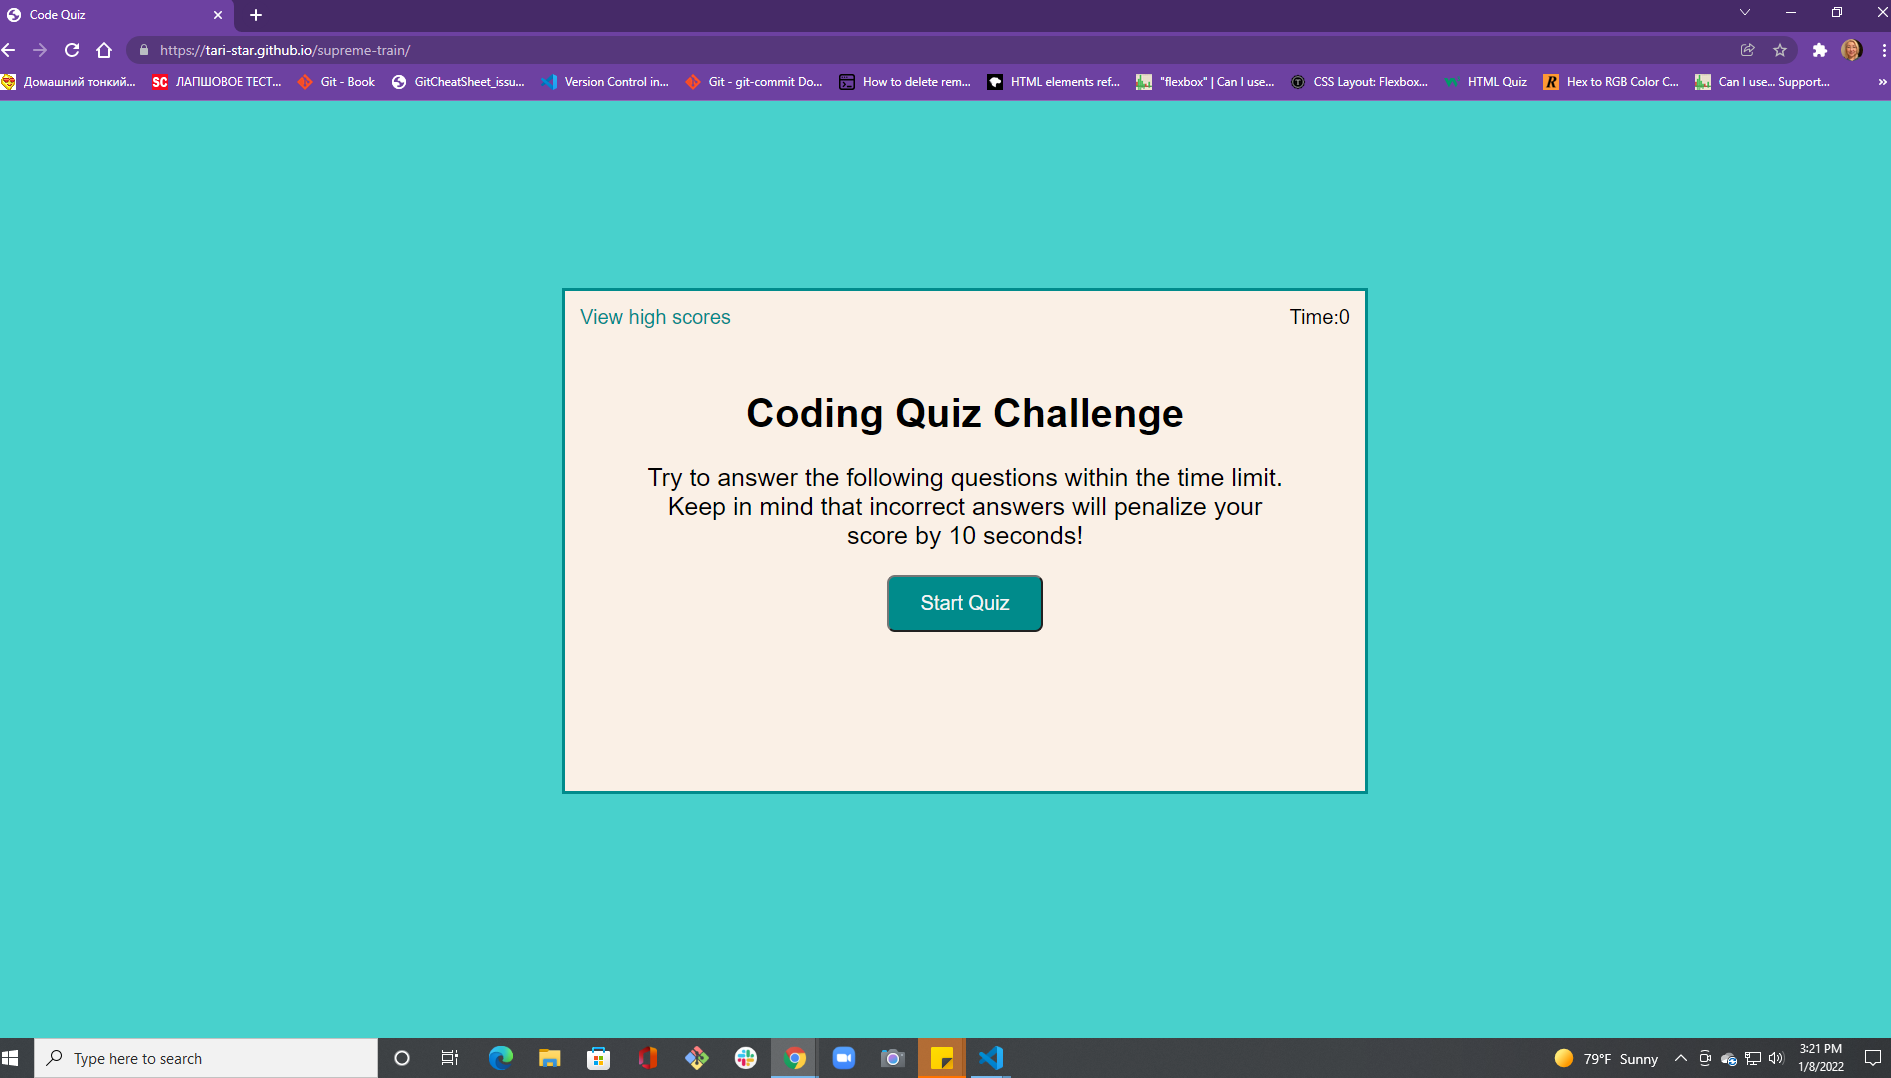 Code Quiz
https://tari-star.github.io/supreme-train/
Домашний тонкий...
SC ЛАПШОВОЕ ТЕСТ...
Git - Book
GitCheatSheet_issu...
Version Control in...
Git - git-commit Do...
How to delete rem...
HTML elements ref...
"flexbox" | Can I use...
CSS Layout: Flexbox...
HTML Quiz
R Hex to RGB Color C...
Can I use... Support...
View high scores
Time:0
Coding Quiz Challenge
Try to answer the following questions within the time limit.
Keep in mind that incorrect answers will penalize your
score by 10 seconds!
Start Quiz
Type here to search
79°F Sunny
3:21 PM
1/8/2022